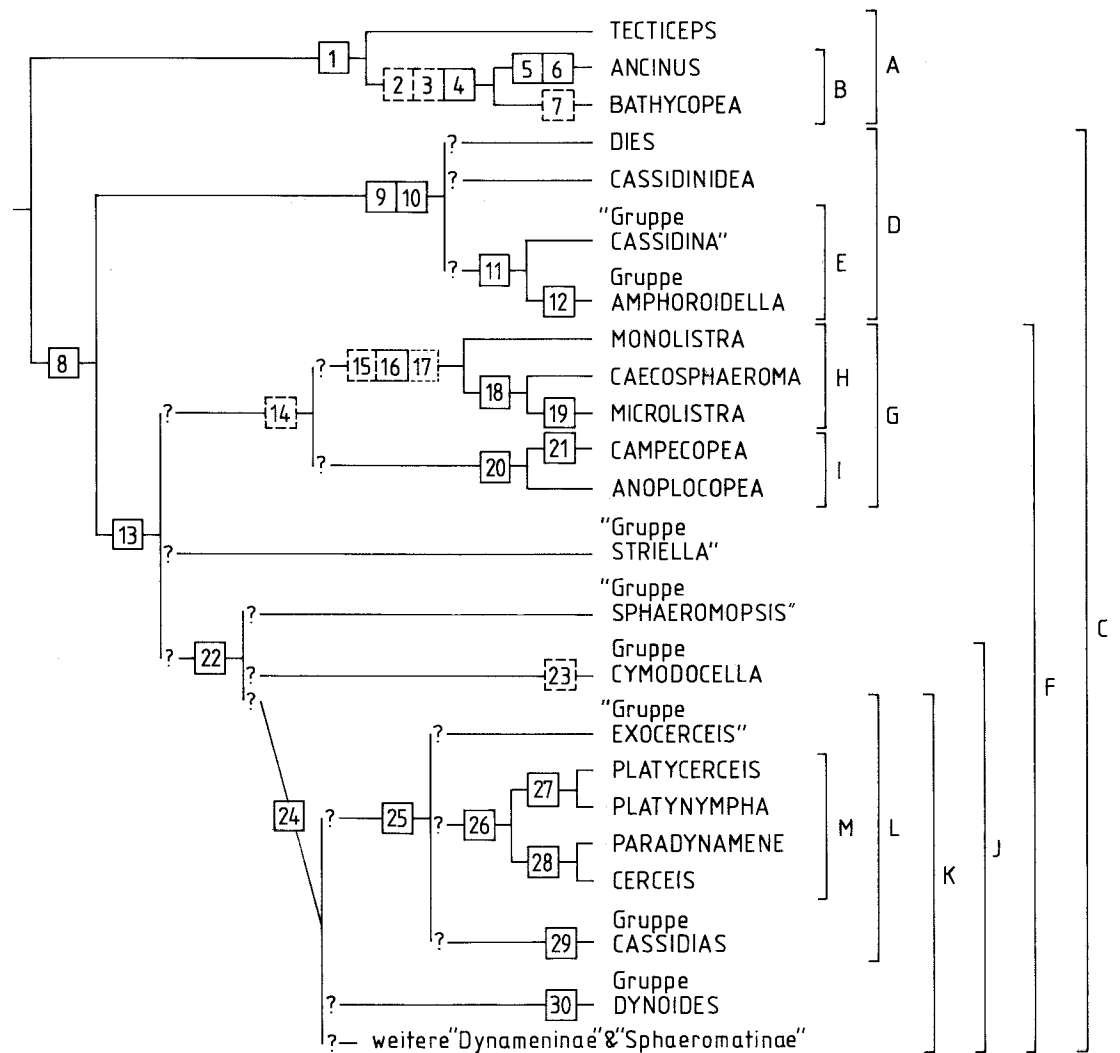 TECTICEPS
1
ANCINUS
5 6
A
2 3 4
B
7
BATHYCOPEA
? DIES
? CASSIDINIDEA
9 10
"Gruppe
CASSIDINA"
D
E
? 11
Gruppe
12
AMPHOROIDELLA
MONOLISTRA
8
? 15 16 17
CAECOSPHAEROMA
H
18
19
MICROLISTRA
? 14
G
21
CAMPECOPEA
? 20
I
ANOPLOCOPEA
13
"Gruppe
? STRIELLA"
"Gruppe
? SPHAEROMOPSIS"
C
? 22
Gruppe
? 23 CYMODOCELLA
?
"Gruppe
? EXOCERCEIS"
F
PLATYCERCEIS
27
PLATYNYMPHA
24
? 25
? 26
M
L
J
PARADYNAMENE
28
K
CERCEIS
Gruppe
? 29 CASSIDIAS
Gruppe
? 30 DYNOIDES
? weitere "Dynameninae" & "Sphaeromatinae"